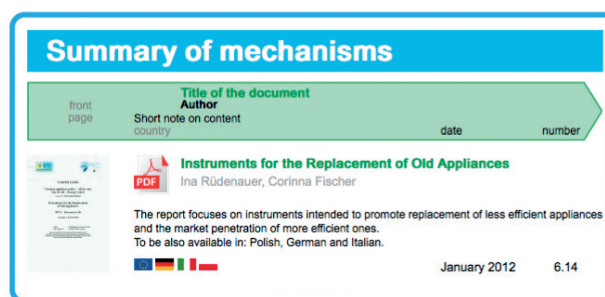 Summary of mechanisms
Title of the document
front
page
Author
Short note on content
country
date
number
PDF
Instruments for the Replacement of Old Appliances
Ina Rüdenauer, Corinna Fischer
The report focuses on instruments intended to promote replacement of less efficient appliances
and the market penetration of more efficient ones.
To be also available in: Polish, German and Italian.
January 2012
6.14